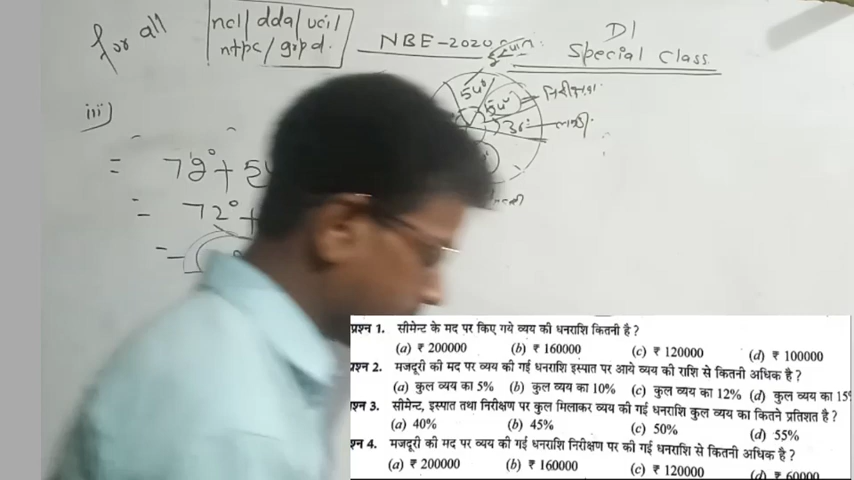 for all
ncl/dda/uci/
ntpc/grp d.
NBE-2020
DI
Special Class
iii)
54°
54°
निरीक्षण
36°
लकड़ी
= 72° + 54
= 72° +
=
प्रश्न 1. सीमेन्ट के मद पर किए गये व्यय की धनराशि कितनी है ?
(a) ₹ 200000 (b) ₹ 160000 (c) ₹ 120000 (d) ₹ 100000
प्रश्न 2. मजदूरी की मद पर व्यय की गई धनराशि इस्पात पर आये व्यय की राशि से कितनी अधिक है ?
(a) कुल व्यय का 5% (b) कुल व्यय का 10% (c) कुल व्यय का 12% (d) कुल व्यय का 15%
प्रश्न 3. सीमेन्ट, इस्पात तथा निरीक्षण पर कुल मिलाकर व्यय की गई धनराशि कुल व्यय का कितने प्रतिशत है ?
(a) 40% (b) 45% (c) 50% (d) 55%
प्रश्न 4. मजदूरी की मद पर व्यय की गई धनराशि निरीक्षण पर की गई धनराशि से कितनी अधिक है ?
(a) ₹ 200000 (b) ₹ 160000 (c) ₹ 120000 (d) ₹ 60000